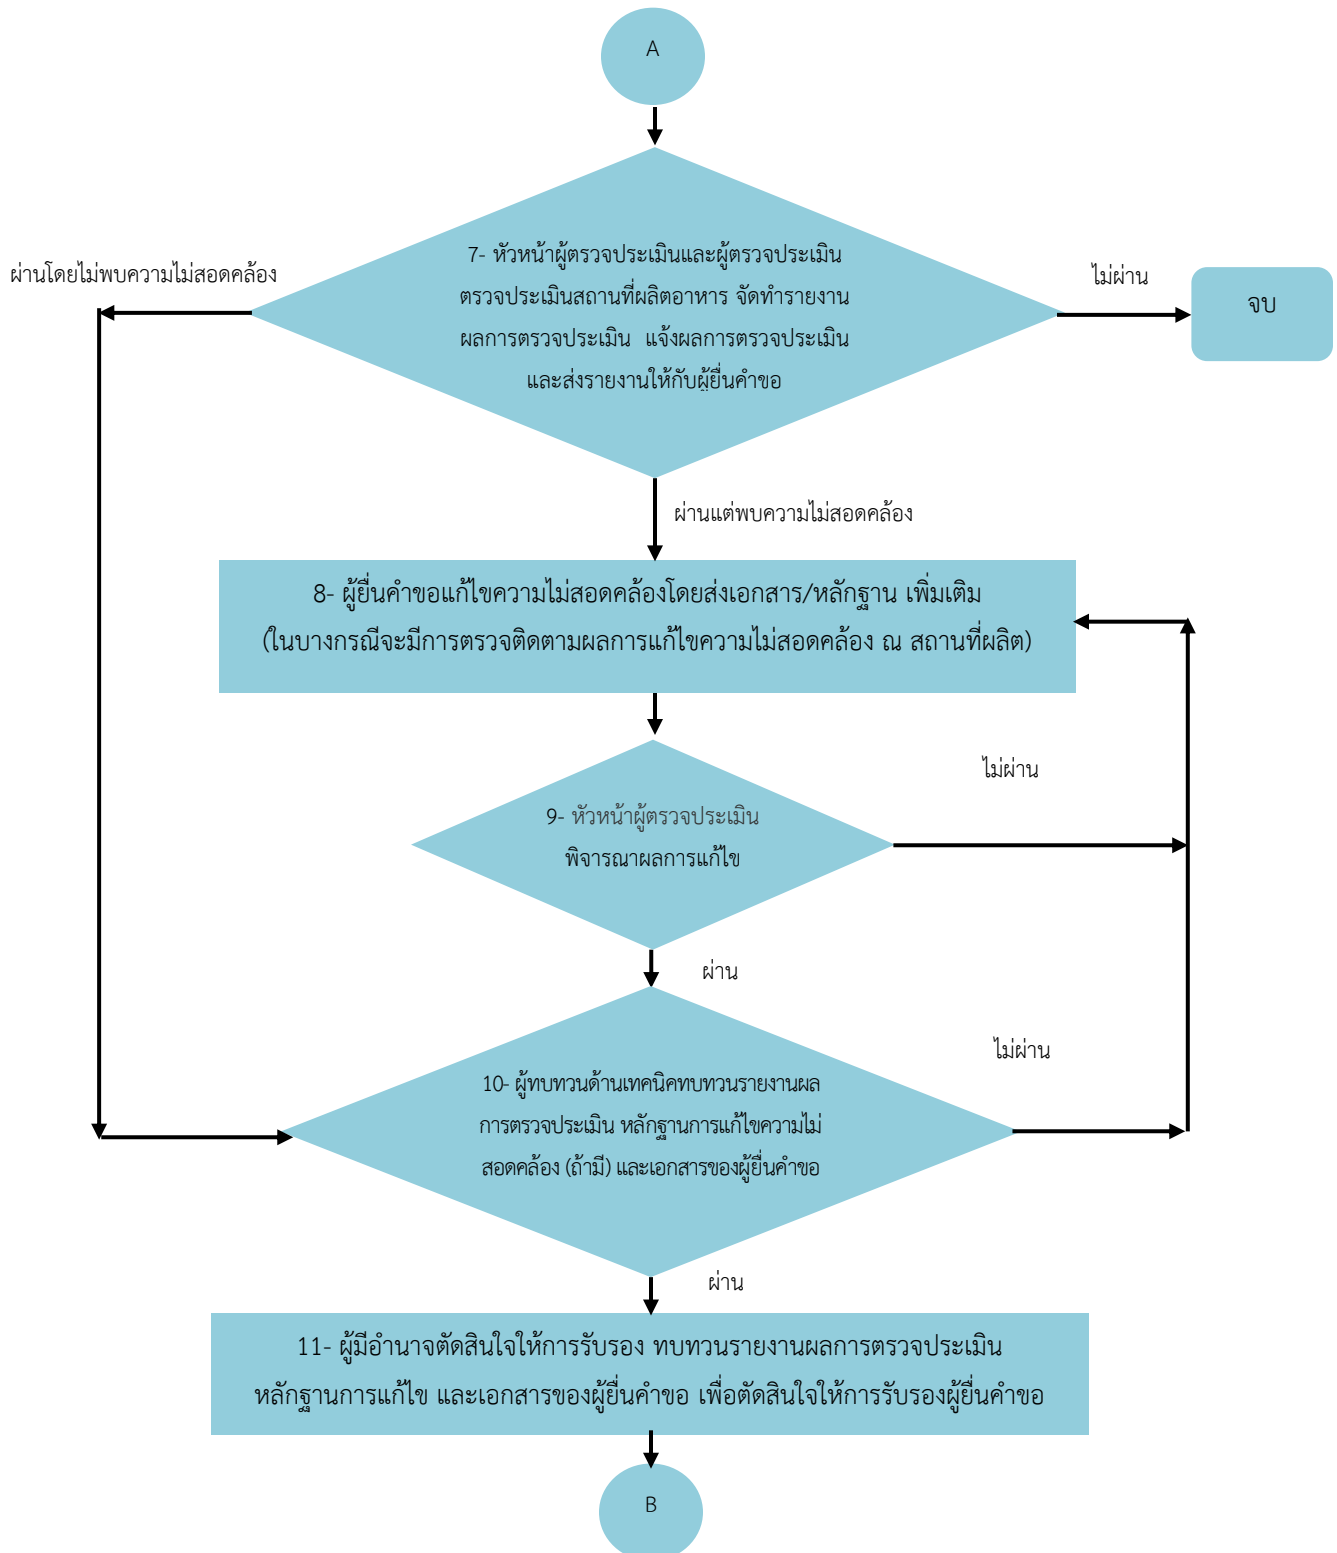 A
7- หัวหน้าผู้ตรวจประเมินและผู้ตรวจประเมิน
ตรวจประเมินสถานที่ผลิตอาหาร จัดทำรายงาน
ผลการตรวจประเมิน แจ้งผลการตรวจประเมิน
และส่งรายงานให้กับผู้ยื่นคำขอ
ผ่านโดยไม่พบความไม่สอดคล้อง
ไม่ผ่าน
จบ
ผ่านแต่พบความไม่สอดคล้อง
8- ผู้ยื่นคำขอแก้ไขความไม่สอดคล้องโดยส่งเอกสาร/หลักฐาน เพิ่มเติม
(ในบางกรณีจะมีการตรวจติดตามผลการแก้ไขความไม่สอดคล้อง ณ สถานที่ผลิต)
ไม่ผ่าน
9- หัวหน้าผู้ตรวจประเมิน
พิจารณาผลการแก้ไข
ผ่าน
ไม่ผ่าน
10- ผู้ทบทวนด้านเทคนิคทบทวนรายงานผล
การตรวจประเมิน หลักฐานการแก้ไขความไม่
สอดคล้อง (ถ้ามี) และเอกสารของผู้ยื่นคำขอ
ผ่าน
11- ผู้มีอำนาจตัดสินใจให้การรับรอง ทบทวนรายงานผลการตรวจประเมิน
หลักฐานการแก้ไข และเอกสารของผู้ยื่นคำขอ เพื่อตัดสินใจให้การรับรองผู้ยื่นคำขอ
B